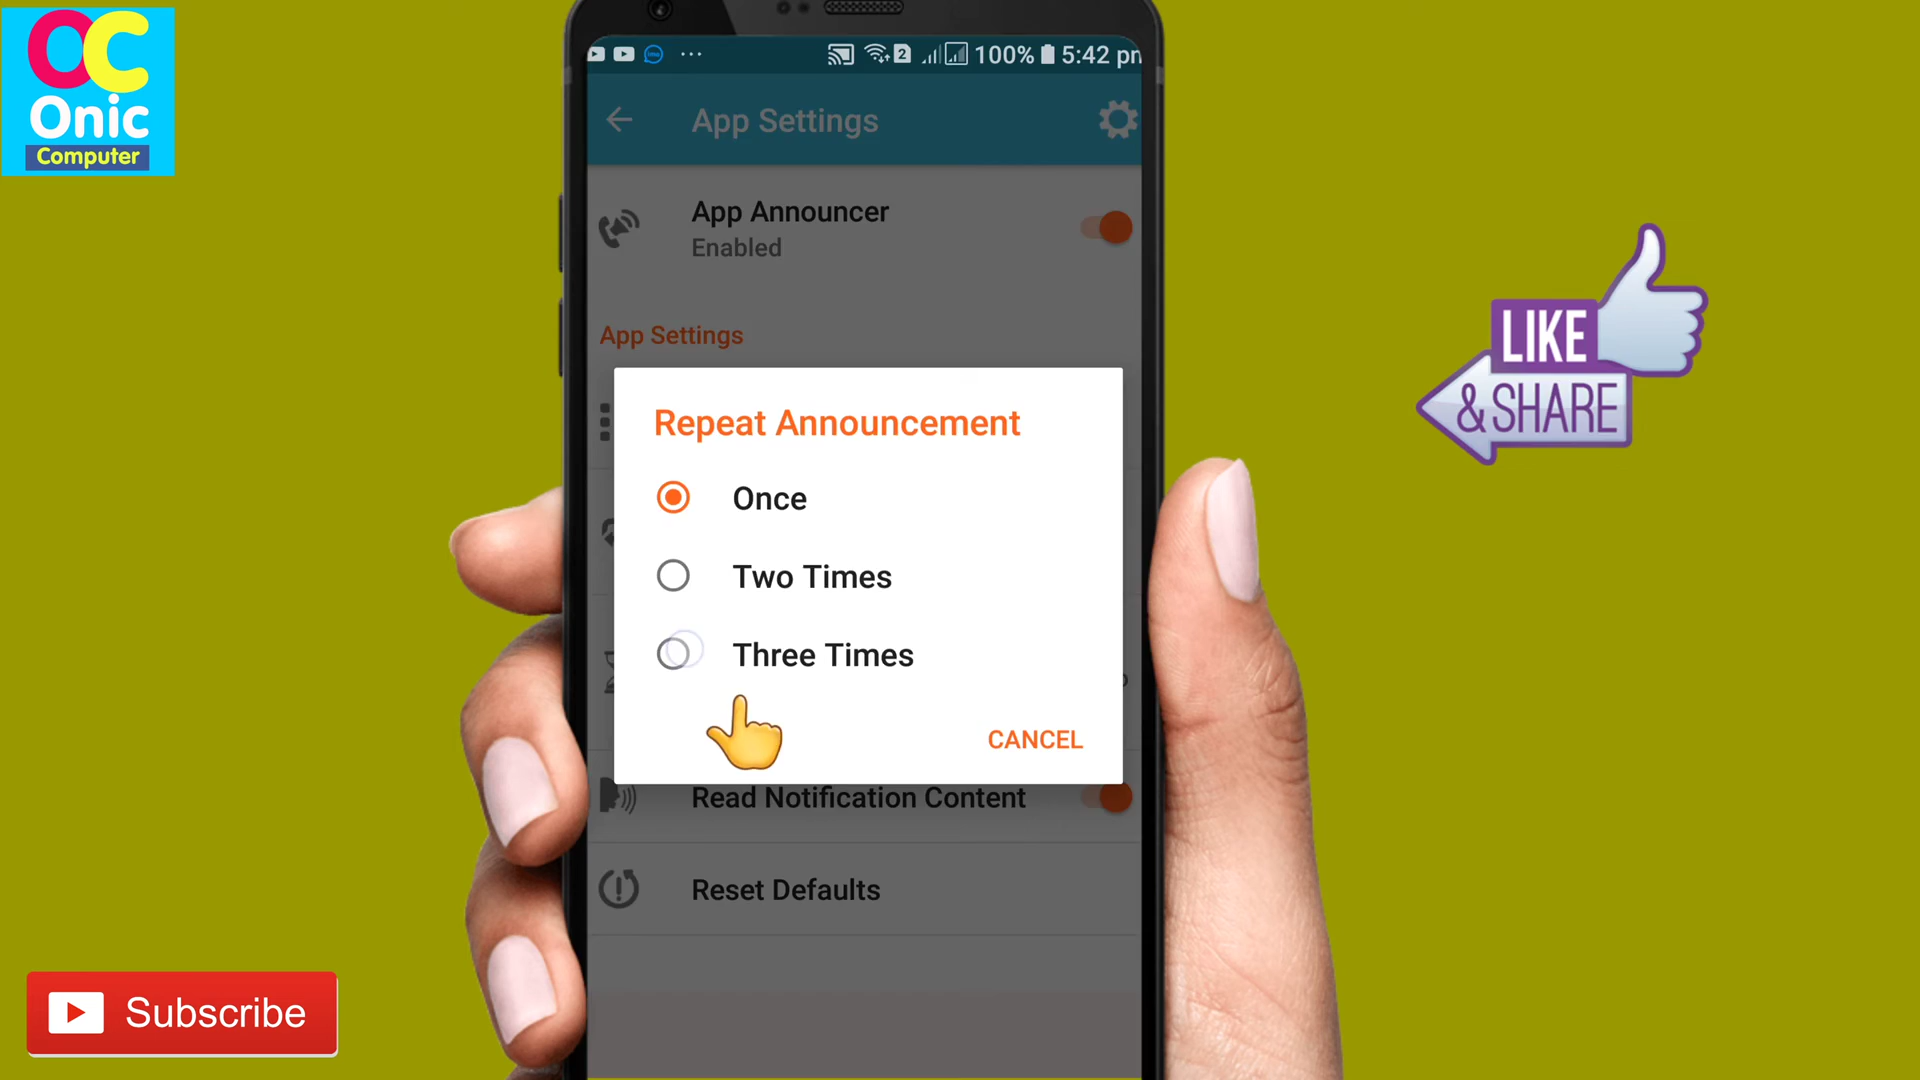 OC
Onic
Computer
2 100% 5:42 pm
App Settings
App Announcer
Enabled
App Settings
Repeat Announcement
Once
Two Times
Three Times
CANCEL
Read Notification Content
Reset Defaults
LIKE
& SHARE
Subscribe